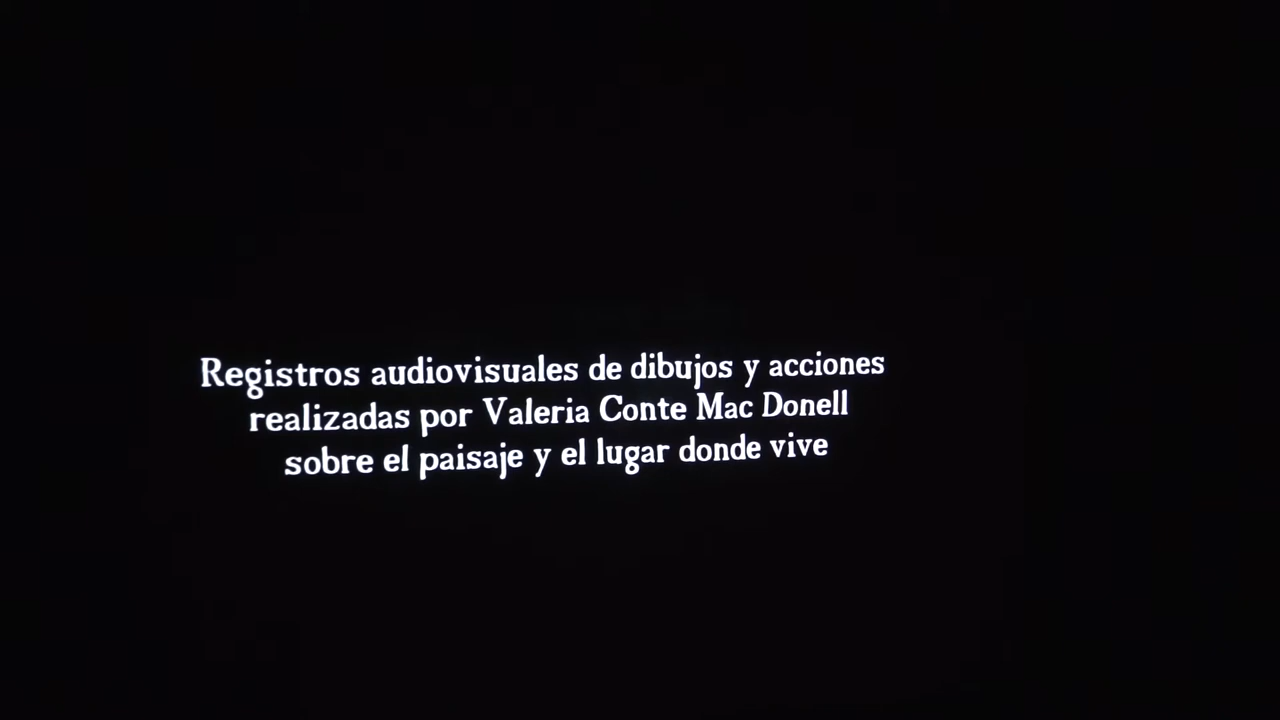 Registros audiovisuales de dibujos y acciones
realizadas por Valeria Conte Mac Donell
sobre el paisaje y el lugar donde vive